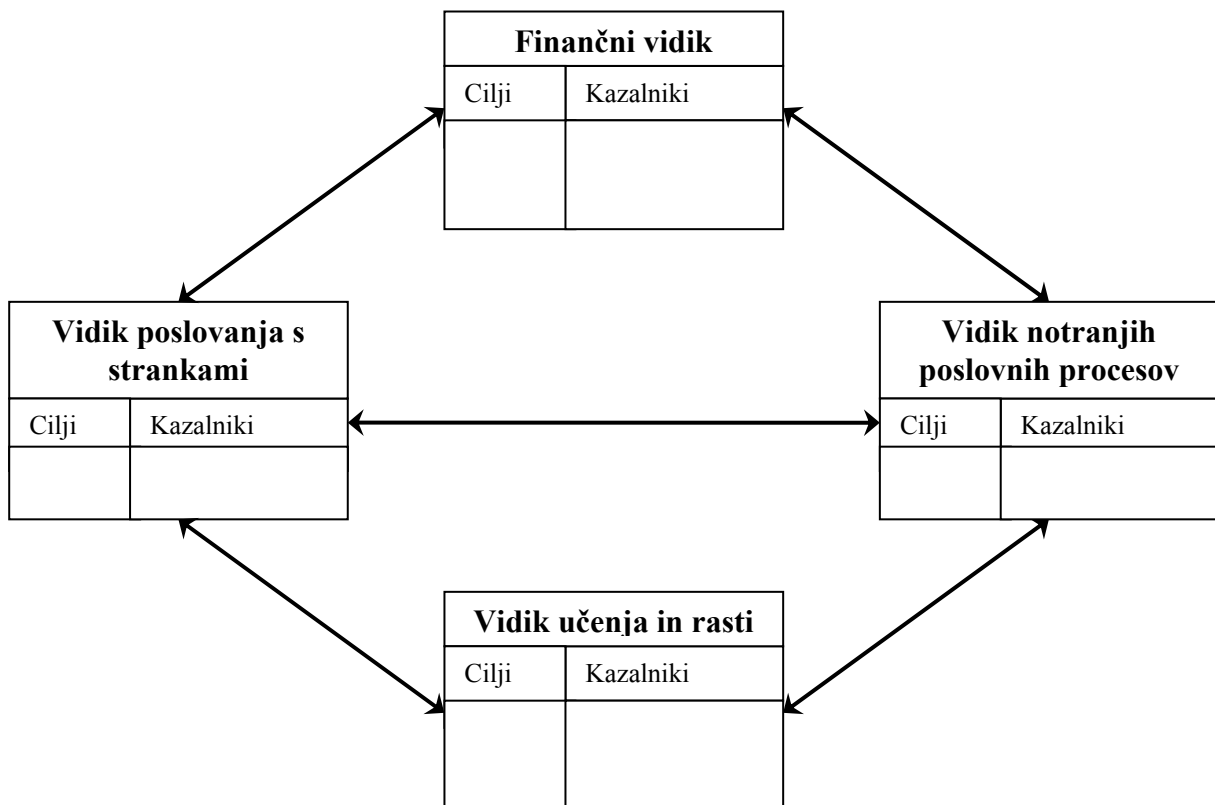 Finančni vidik
Cilji Kazalniki
Vidik poslovanja s
strankami
Cilji Kazalniki
Vidik notranjih
poslovnih procesov
Cilji Kazalniki
Vidik učenja in rasti
Cilji Kazalniki